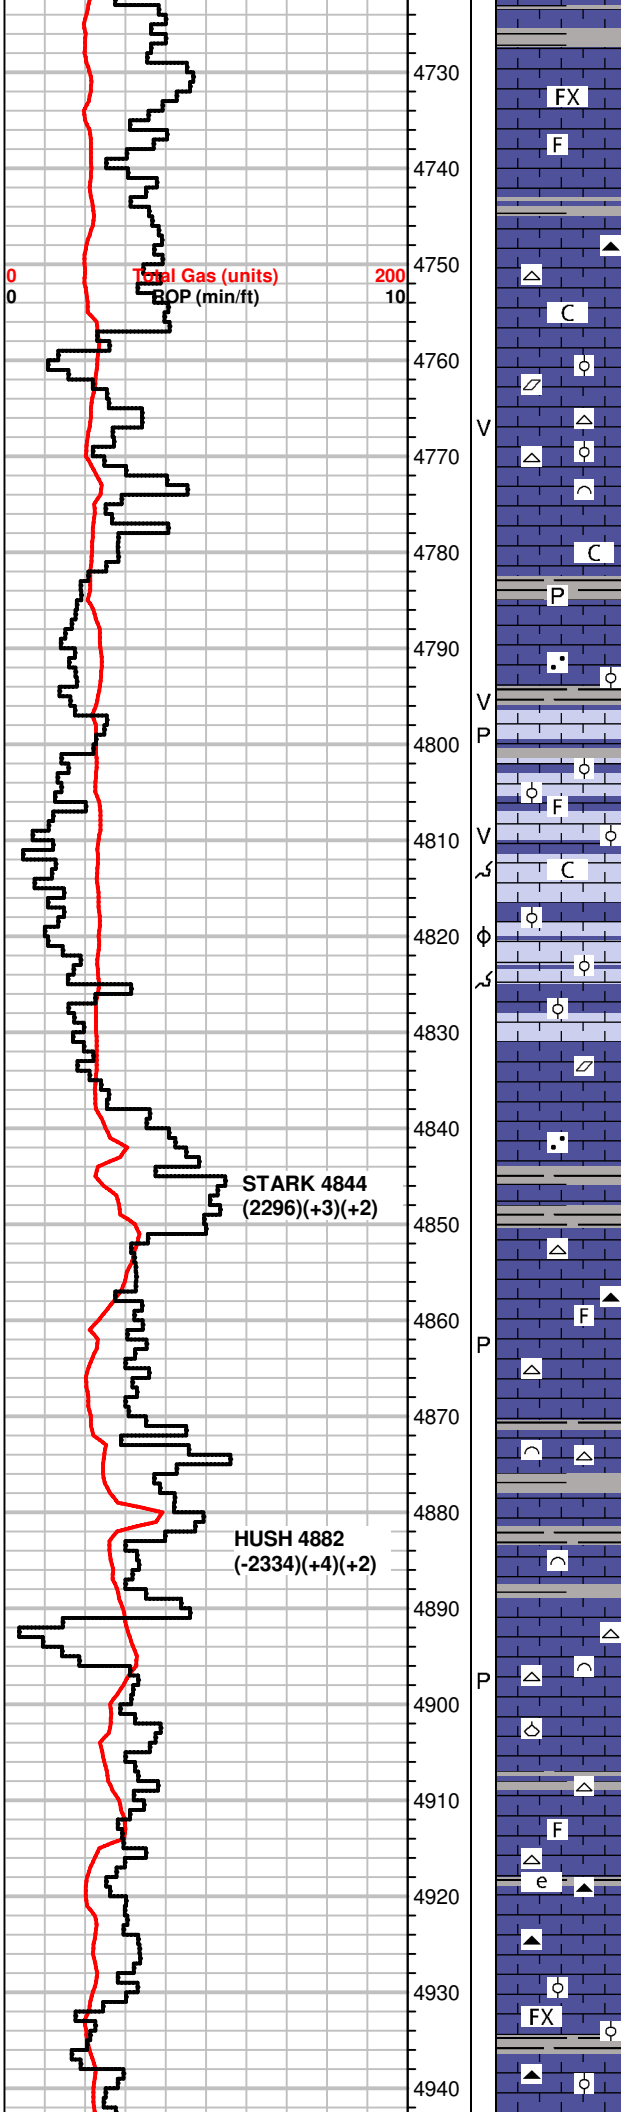 4730
FX
F
4740
4750
0 Total Gas (units) 200
0 ROP (min/ft) 10
C
4760
V
4770
C
4780
P
4790
V
P
4800
F
V
4810
C
4820
ϕ
4830
4840
STARK 4844
(2296)(+3)(+2)
4850
4860
F
P
4870
4880
HUSH 4882
(-2334)(+4)(+2)
4890
P
4900
4910
F
e
4920
4930
FX
4940